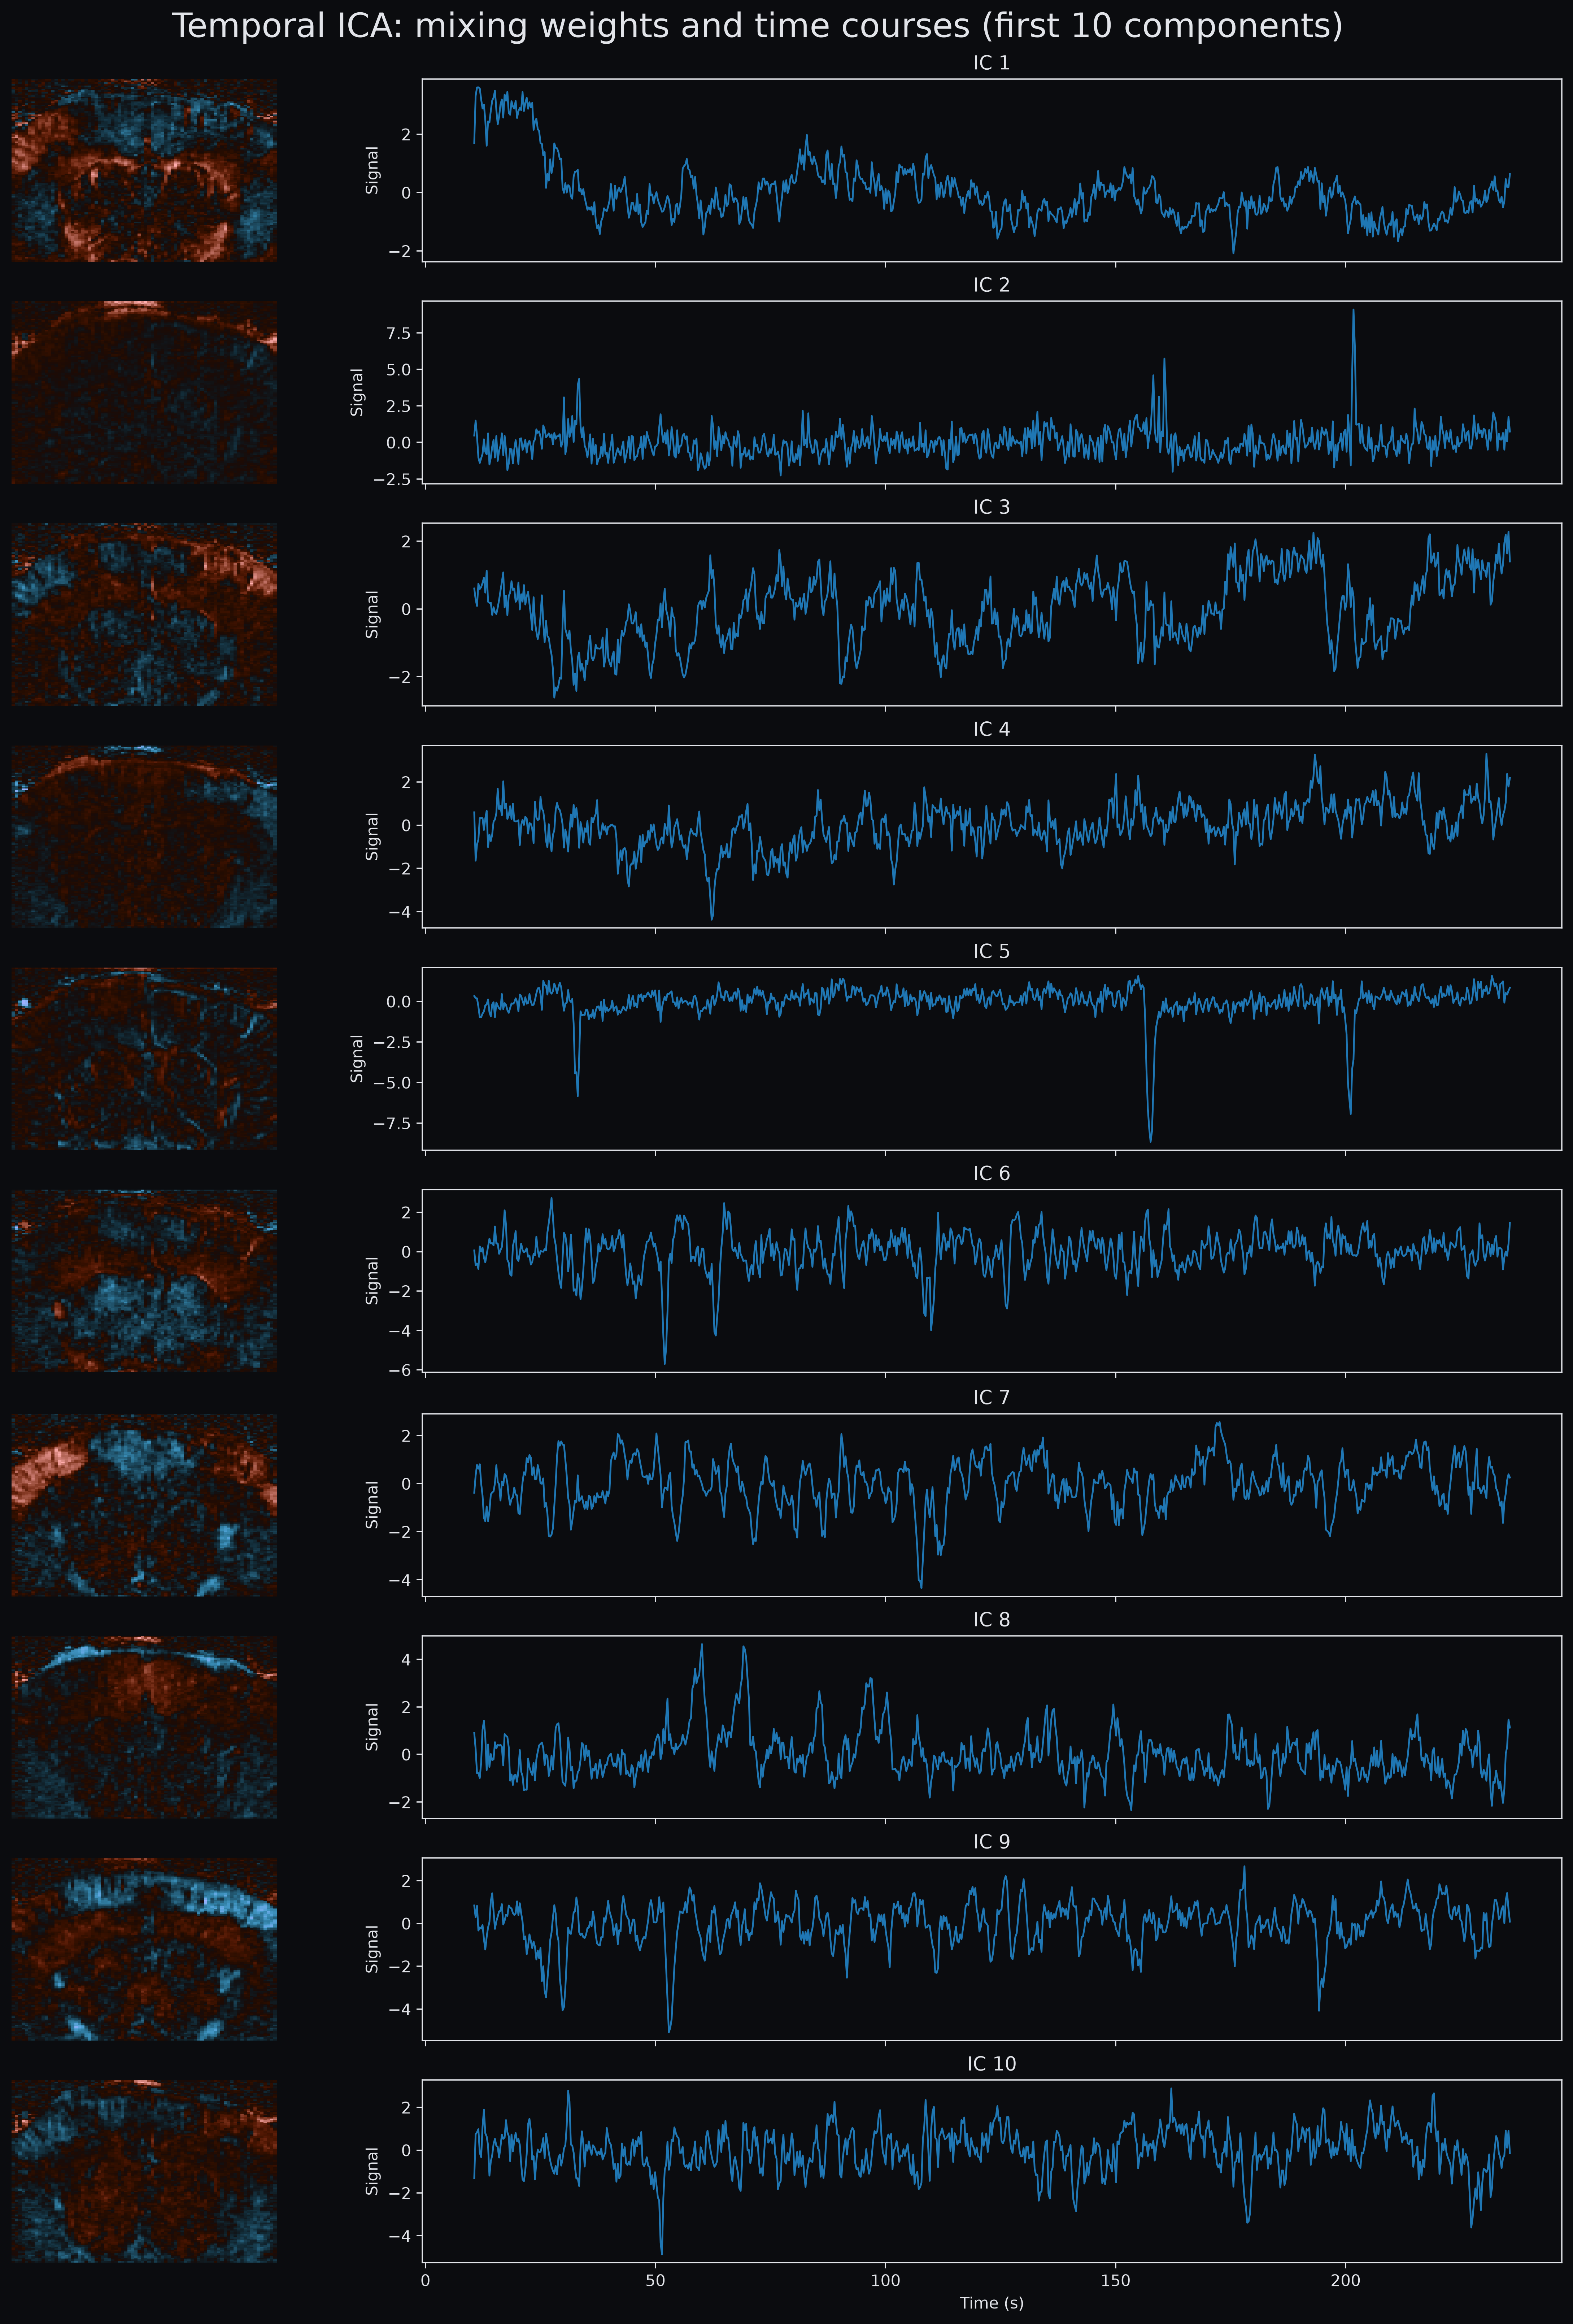 Temporal ICA: mixing weights and time courses (first 10 components)
IC 1
Signal
2
0
−2
IC 2
Signal
7.5
5.0
2.5
0.0
−2.5
IC 3
Signal
2
0
−2
IC 4
Signal
2
0
−2
−4
IC 5
Signal
0.0
−2.5
−5.0
−7.5
IC 6
Signal
2
0
−2
−4
−6
IC 7
Signal
2
0
−2
−4
IC 8
Signal
4
2
0
−2
IC 9
Signal
2
0
−2
−4
IC 10
Signal
2
0
−2
−4
0 50 100 150 200
Time (s)